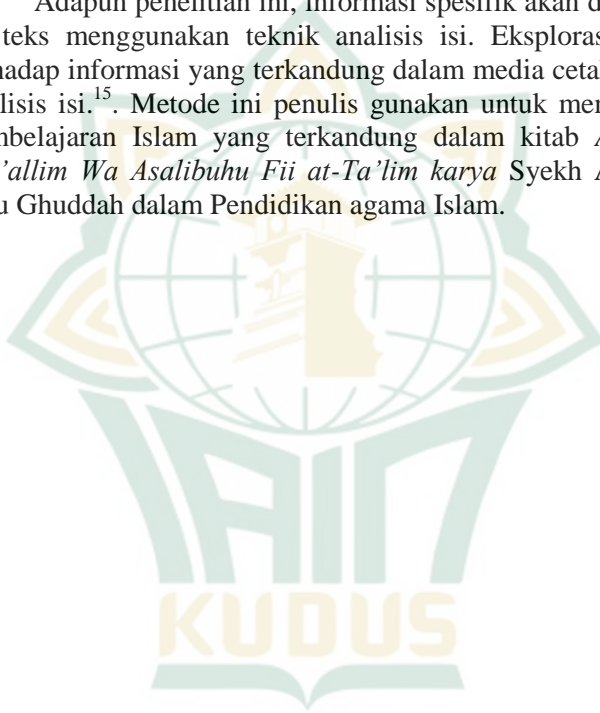 Adapun penelitian ini, informasi spesifik akan d
teks menggunakan teknik analisis isi. Eksploras
hadap informasi yang terkandung dalam media ceta
lisis isi.15. Metode ini penulis gunakan untuk me
belajaran Islam yang terkandung dalam kitab
'allim Wa Asalibuhu Fii at-Ta'lim karya Syekh A
u Ghuddah dalam Pendidikan agama Islam.
IAIN
KUDUS